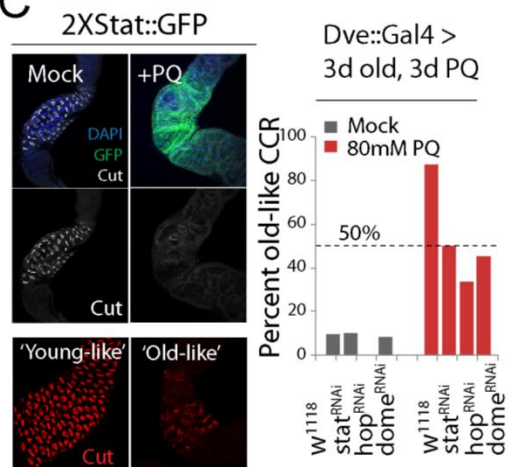 C
2XStat::GFP
Mock
+PQ
DAPI
GFP
Cut
Cut
'Young-like'
'Old-like'
Cut
Dve::Gal4 >
3d old, 3d PQ
Mock
80mM PQ
Percent old-like CCR
100
80
60
40
20
0
50%
w1118
statRNAi
hopRNAi
domeRNAi
w1118
statRNAi
hopRNAi
domeRNAi